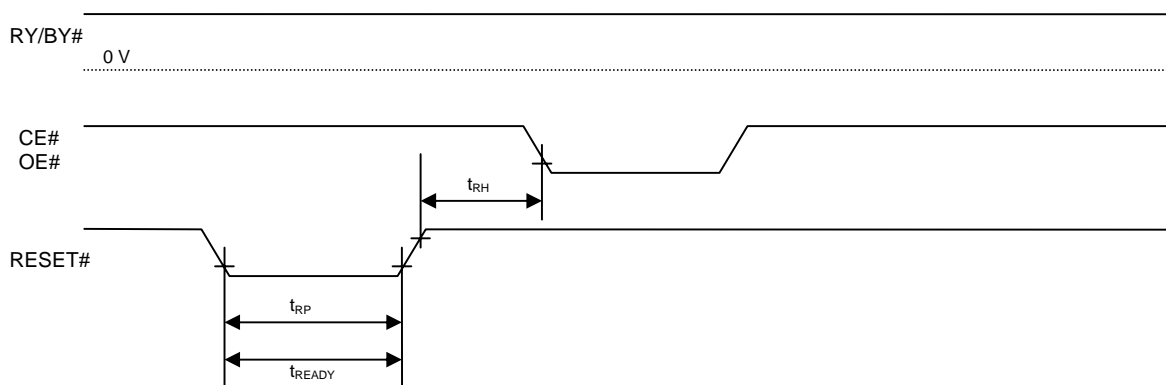 RY/BY#
0 V
CE#
OE#
tRH
RESET#
tRP
tREADY